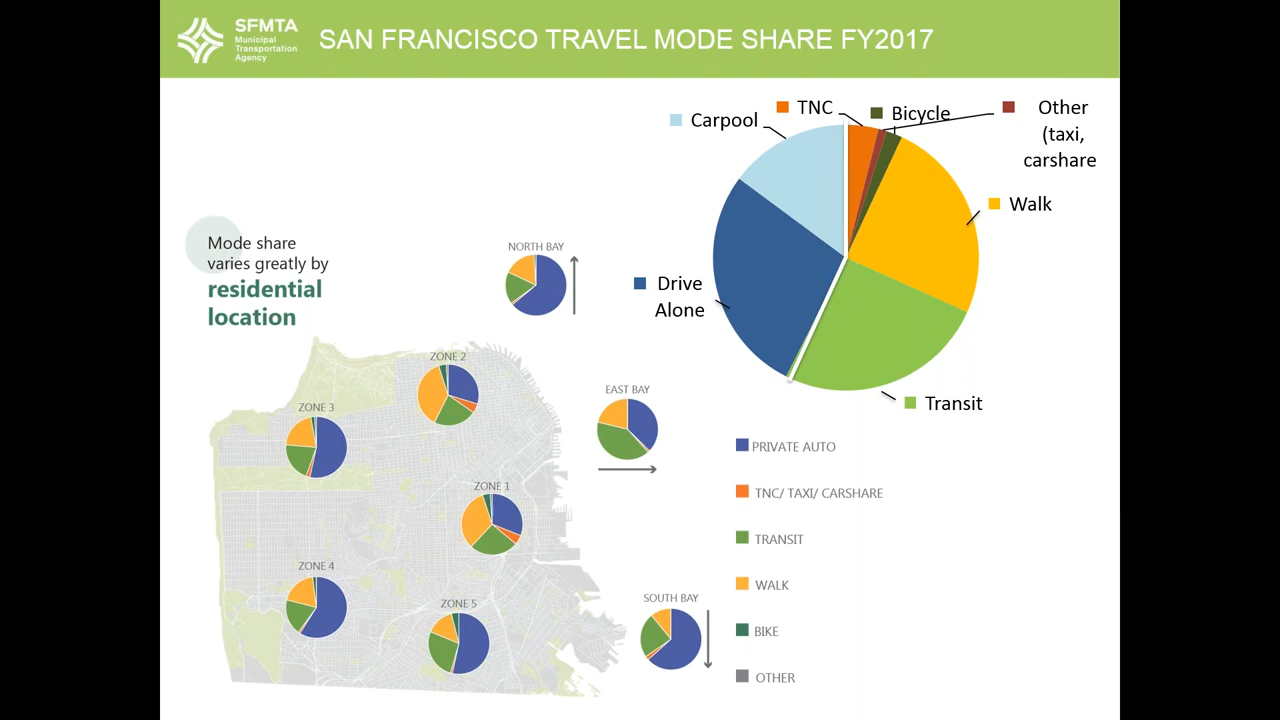 SFMTA
Municipal
Transportation
Agency
SAN FRANCISCO TRAVEL MODE SHARE FY2017
Carpool
TNC
Bicycle
Other
(taxi,
carshare
Walk
Drive
Alone
Transit
Mode share
varies greatly by
residential
location
NORTH BAY
ZONE 2
EAST BAY
ZONE 3
ZONE 1
ZONE 4
ZONE 5
SOUTH BAY
PRIVATE AUTO
TNC/ TAXI/ CARSHARE
TRANSIT
WALK
BIKE
OTHER